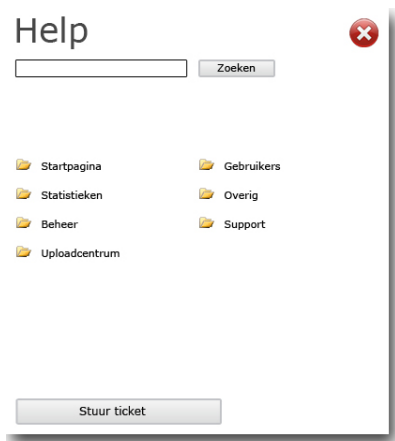 Help
Zoeken
Startpagina
Gebruikers
Statistieken
Overig
Beheer
Support
Uploadcentrum
Stuur ticket